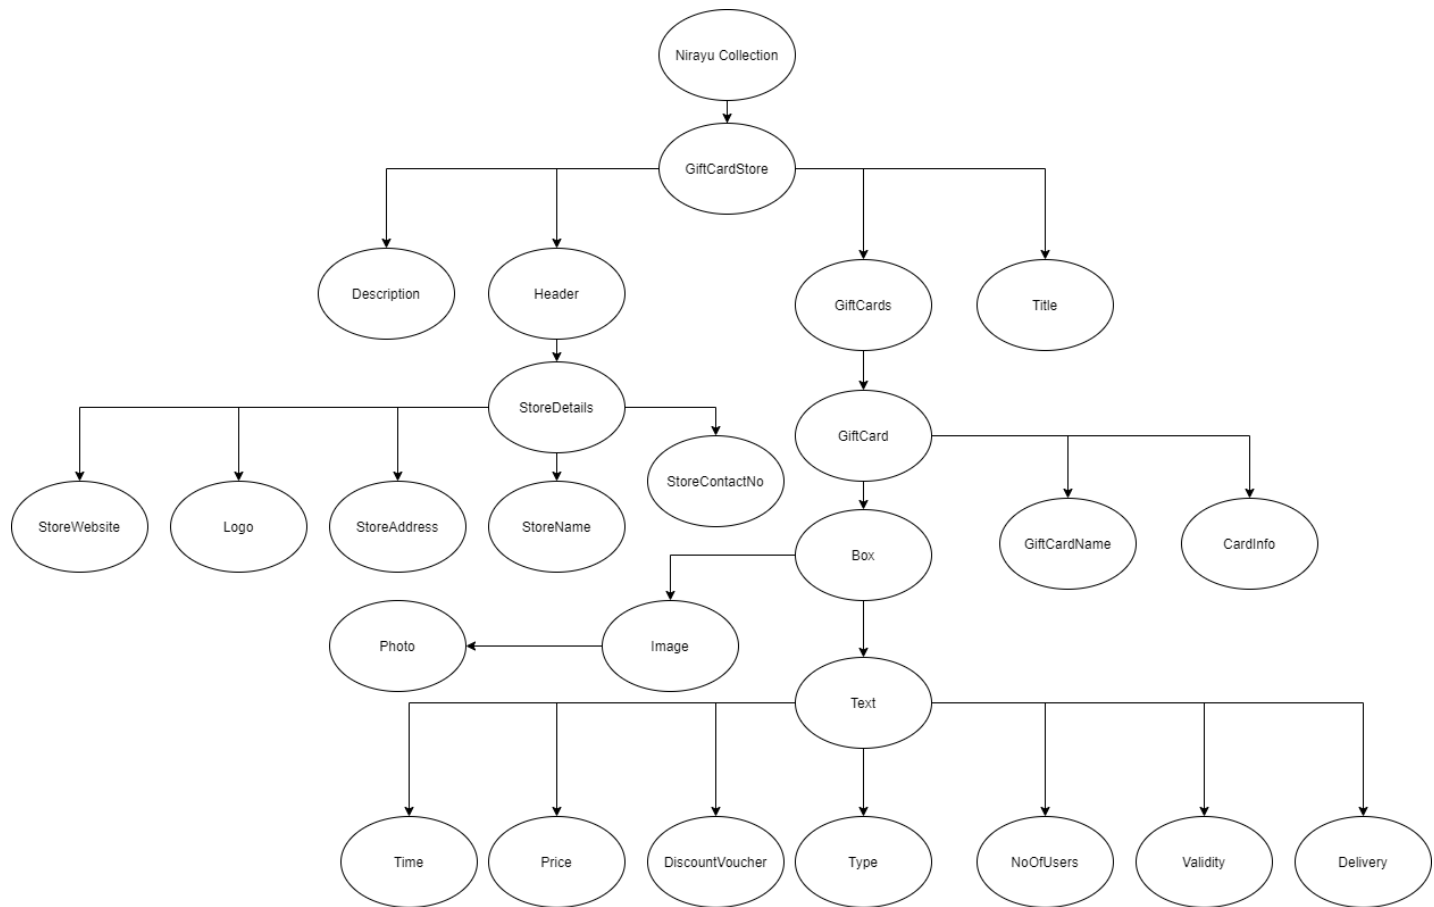 Nirayu Collection
GiftCardStore
Description
Header
GiftCards
Title
StoreDetails
GiftCard
StoreContactNo
StoreWebsite
Logo
StoreAddress
StoreName
GiftCardName
CardInfo
Box
Photo
Image
Text
Time
Price
DiscountVoucher
Type
NoOfUsers
Validity
Delivery